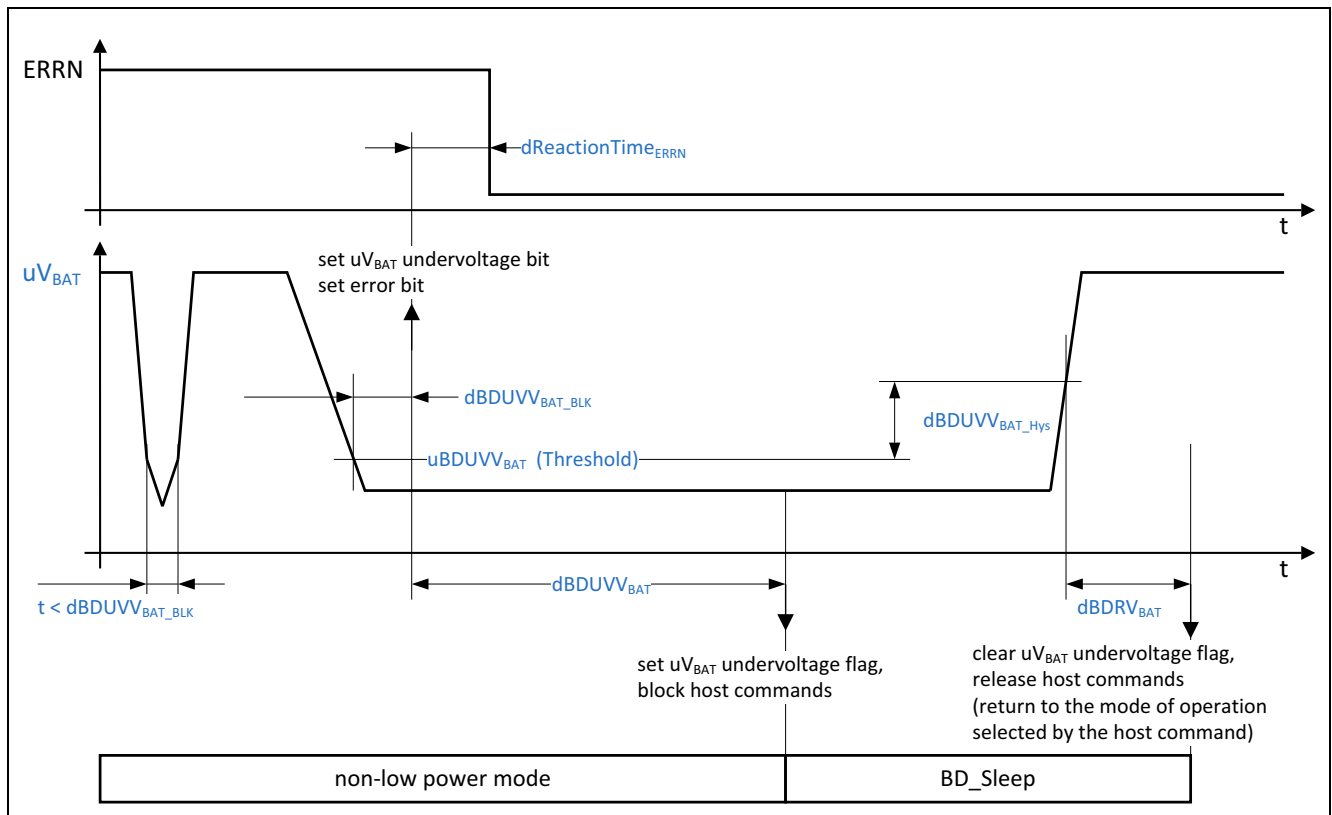 ERRN
dReactionTimeERRN
t
set uVBAT undervoltage bit
set error bit
uVBAT
dBDUVVBAT_BLK
dBDUVVBAT_Hys
uBDUVVBAT (Threshold)
t
dBDUVVBAT
t < dBDUVVBAT_BLK
dBDRVBAT
set uVBAT undervoltage flag,
block host commands
clear uVBAT undervoltage flag,
release host commands
(return to the mode of operation
selected by the host command)
non-low power mode
BD_Sleep